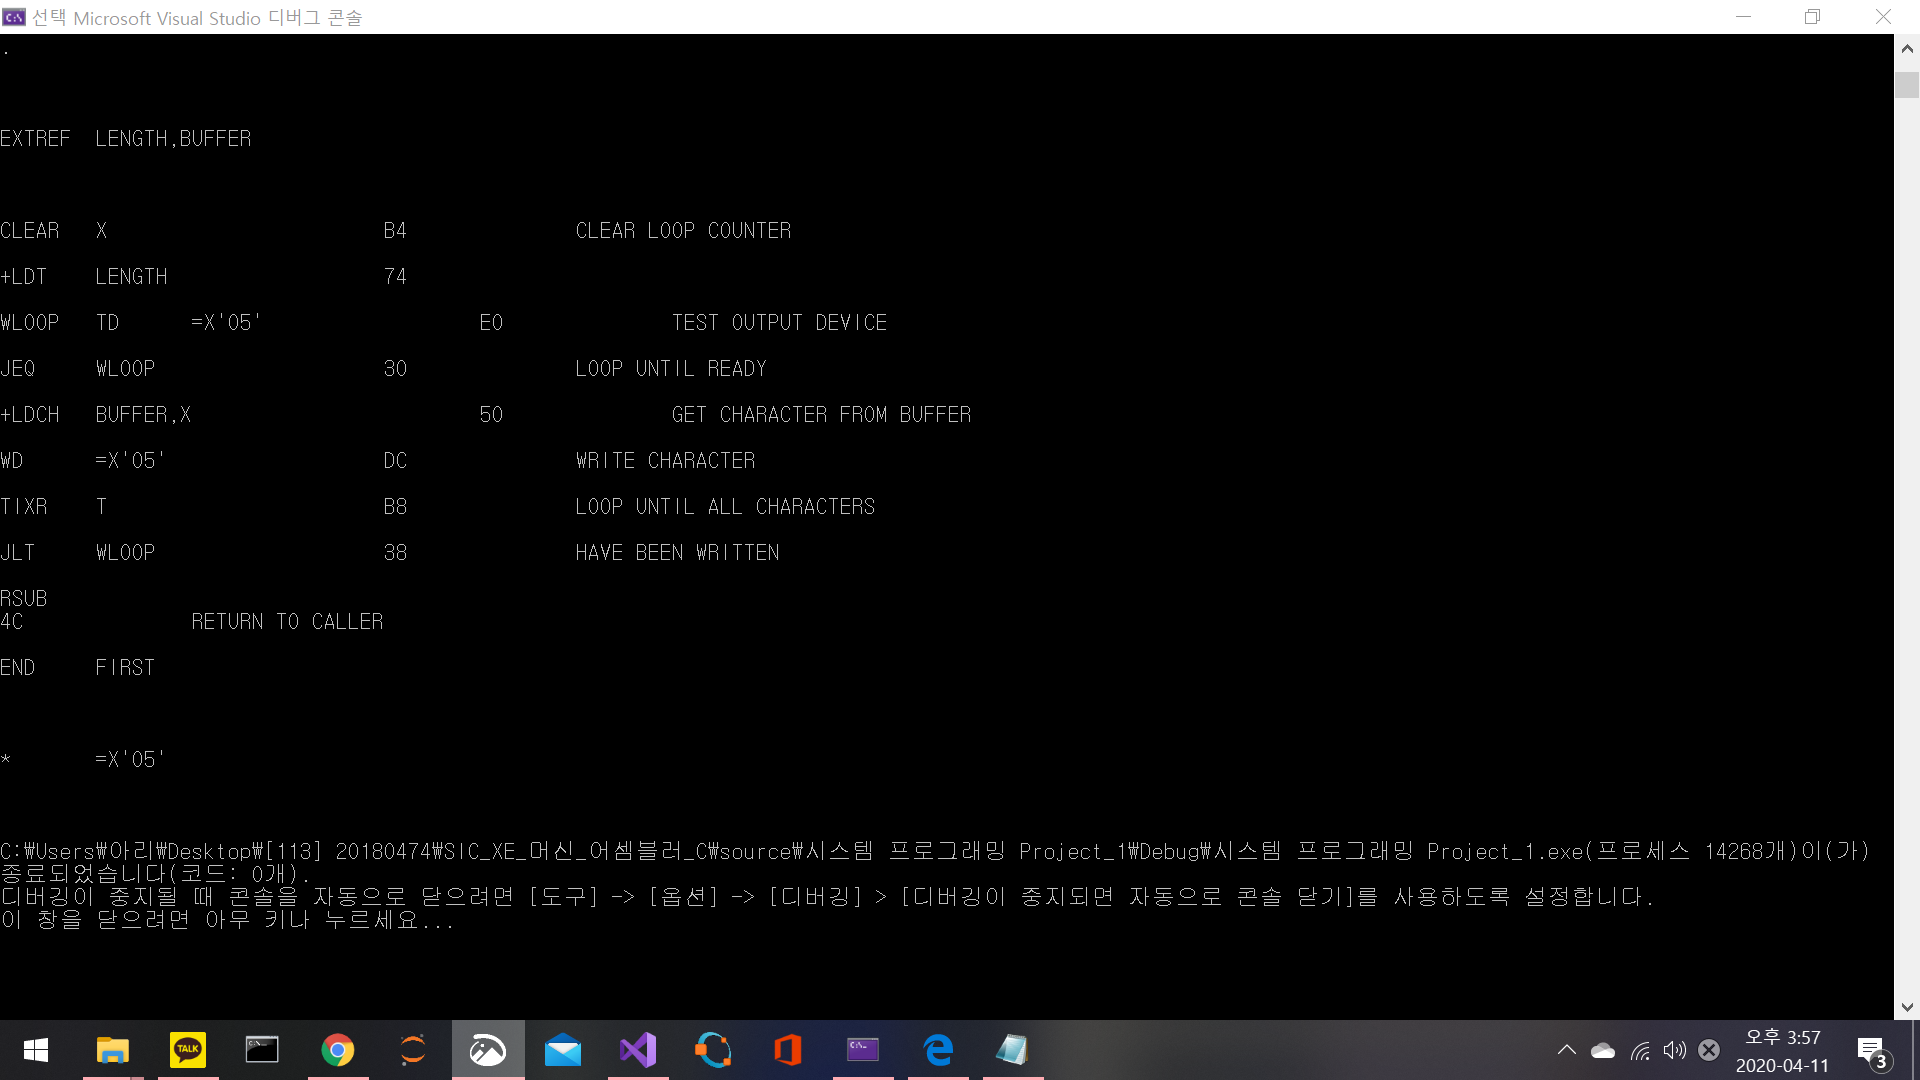 선택 Microsoft Visual Studio 디버그 콘솔
.
EXTREF LENGTH,BUFFER
CLEAR X B4 CLEAR LOOP COUNTER
+LDT LENGTH 74
WLOOP TD =X'05' E0 TEST OUTPUT DEVICE
JEQ WLOOP 30 LOOP UNTIL READY
+LDCH BUFFER,X 50 GET CHARACTER FROM BUFFER
WD =X'05' DC WRITE CHARACTER
TIXR T B8 LOOP UNTIL ALL CHARACTERS
JLT WLOOP 38 HAVE BEEN WRITTEN
RSUB
4C RETURN TO CALLER
END FIRST
* =X'05'
C:₩Users₩아리₩Desktop₩[113] 20180474₩SIC_XE_머신_어셈블러_C₩source₩시스템 프로그래밍 Project_1₩Debug₩시스템 프로그래밍 Project_1.exe(프로세스 14268개)이(가)
종료되었습니다(코드: 0개).
디버깅이 중지될 때 콘솔을 자동으로 닫으려면 [도구] -> [옵션] -> [디버깅] > [디버깅이 중지되면 자동으로 콘솔 닫기]를 사용하도록 설정합니다.
이 창을 닫으려면 아무 키나 누르세요...
TALK
오후 3:57
2020-04-11
3